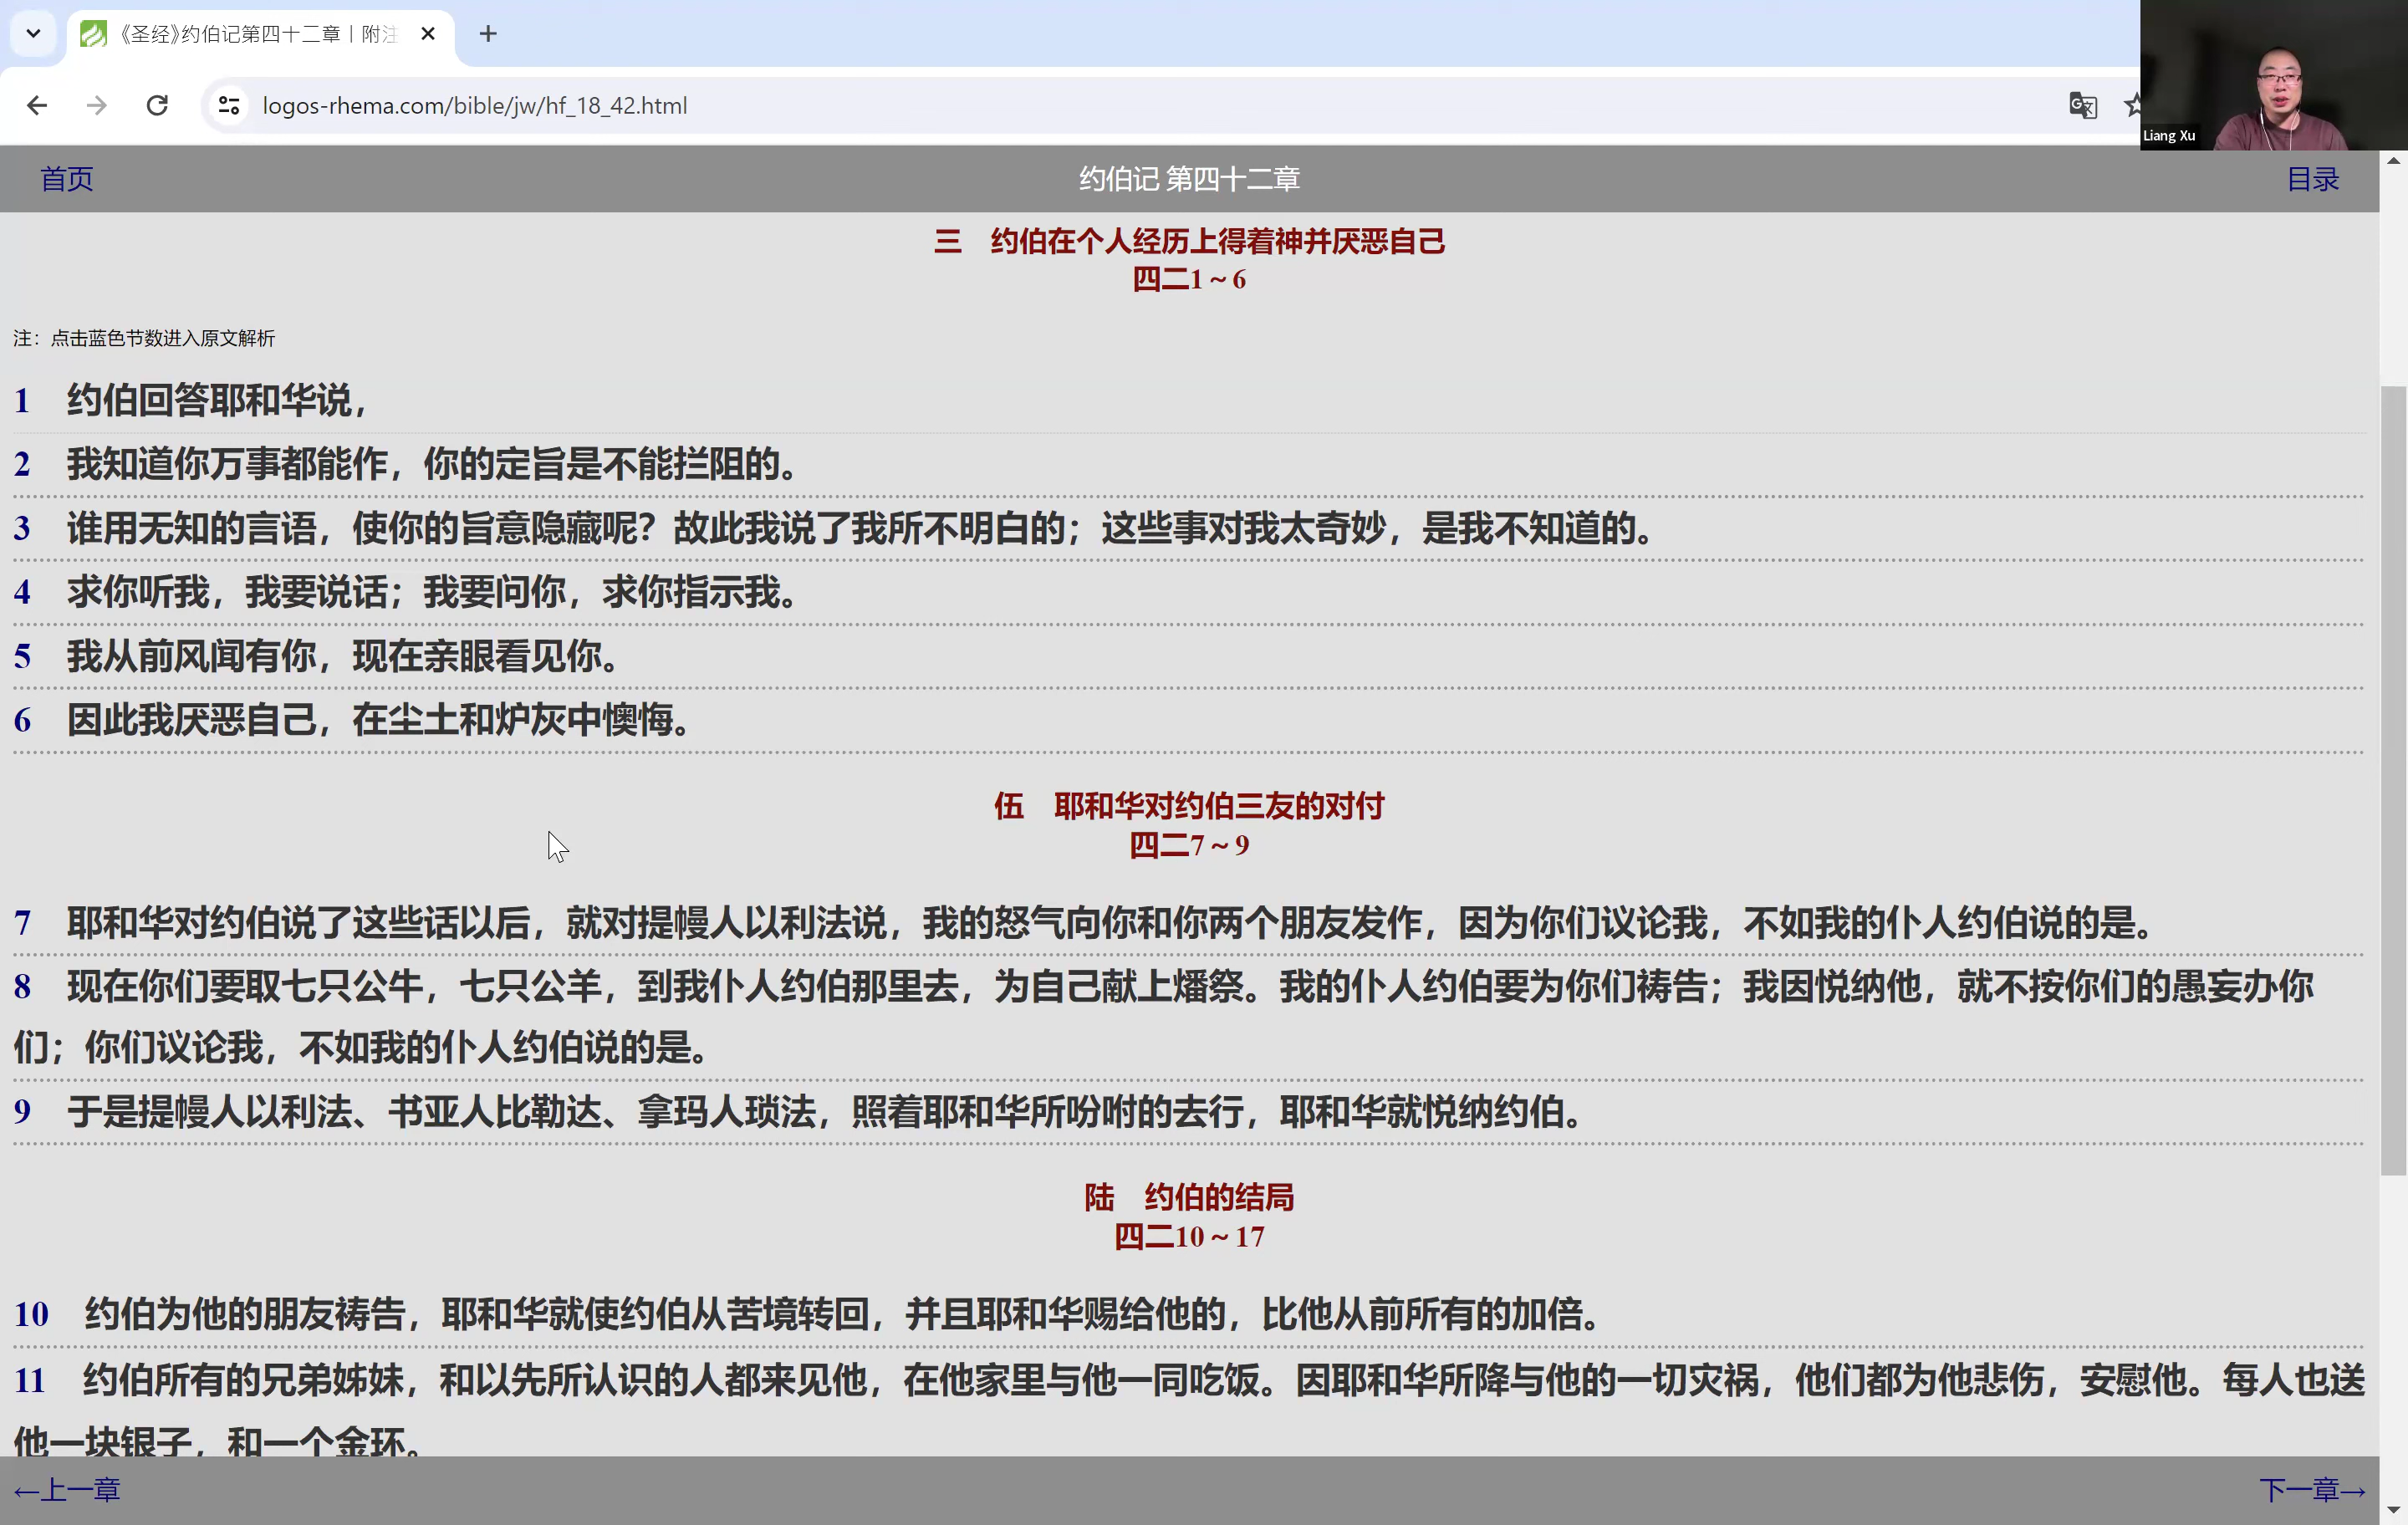 《圣经》约伯记第四十二章｜附注
logos-rhema.com/bible/jw/hf_18_42.html
Liang Xu
首页
约伯记 第四十二章
目录
三　约伯在个人经历上得着神并厌恶自己
四二1～6
注：点击蓝色节数进入原文解析
1　约伯回答耶和华说，
2　我知道你万事都能作，你的定旨是不能拦阻的。
3　谁用无知的言语，使你的旨意隐藏呢？故此我说了我所不明白的；这些事对我太奇妙，是我不知道的。
4　求你听我，我要说话；我要问你，求你指示我。
5　我从前风闻有你，现在亲眼看见你。
6　因此我厌恶自己，在尘土和炉灰中懊悔。
伍　耶和华对约伯三友的对付
四二7～9
7　耶和华对约伯说了这些话以后，就对提幔人以利法说，我的怒气向你和你两个朋友发作，因为你们议论我，不如我的仆人约伯说的是。
8　现在你们要取七只公牛，七只公羊，到我仆人约伯那里去，为自己献上燔祭。我的仆人约伯要为你们祷告；我因悦纳他，就不按你们的愚妄办你
们；你们议论我，不如我的仆人约伯说的是。
9　于是提幔人以利法、书亚人比勒达、拿玛人琐法，照着耶和华所吩咐的去行，耶和华就悦纳约伯。
陆　约伯的结局
四二10～17
10　约伯为他的朋友祷告，耶和华就使约伯从苦境转回，并且耶和华赐给他的，比他从前所有的加倍。
11　约伯所有的兄弟姊妹，和以先所认识的人都来见他，在他家里与他一同吃饭。因耶和华所降与他的一切灾祸，他们都为他悲伤，安慰他。每人也送
他一块银子，和一个金环。
←上一章
下一章→